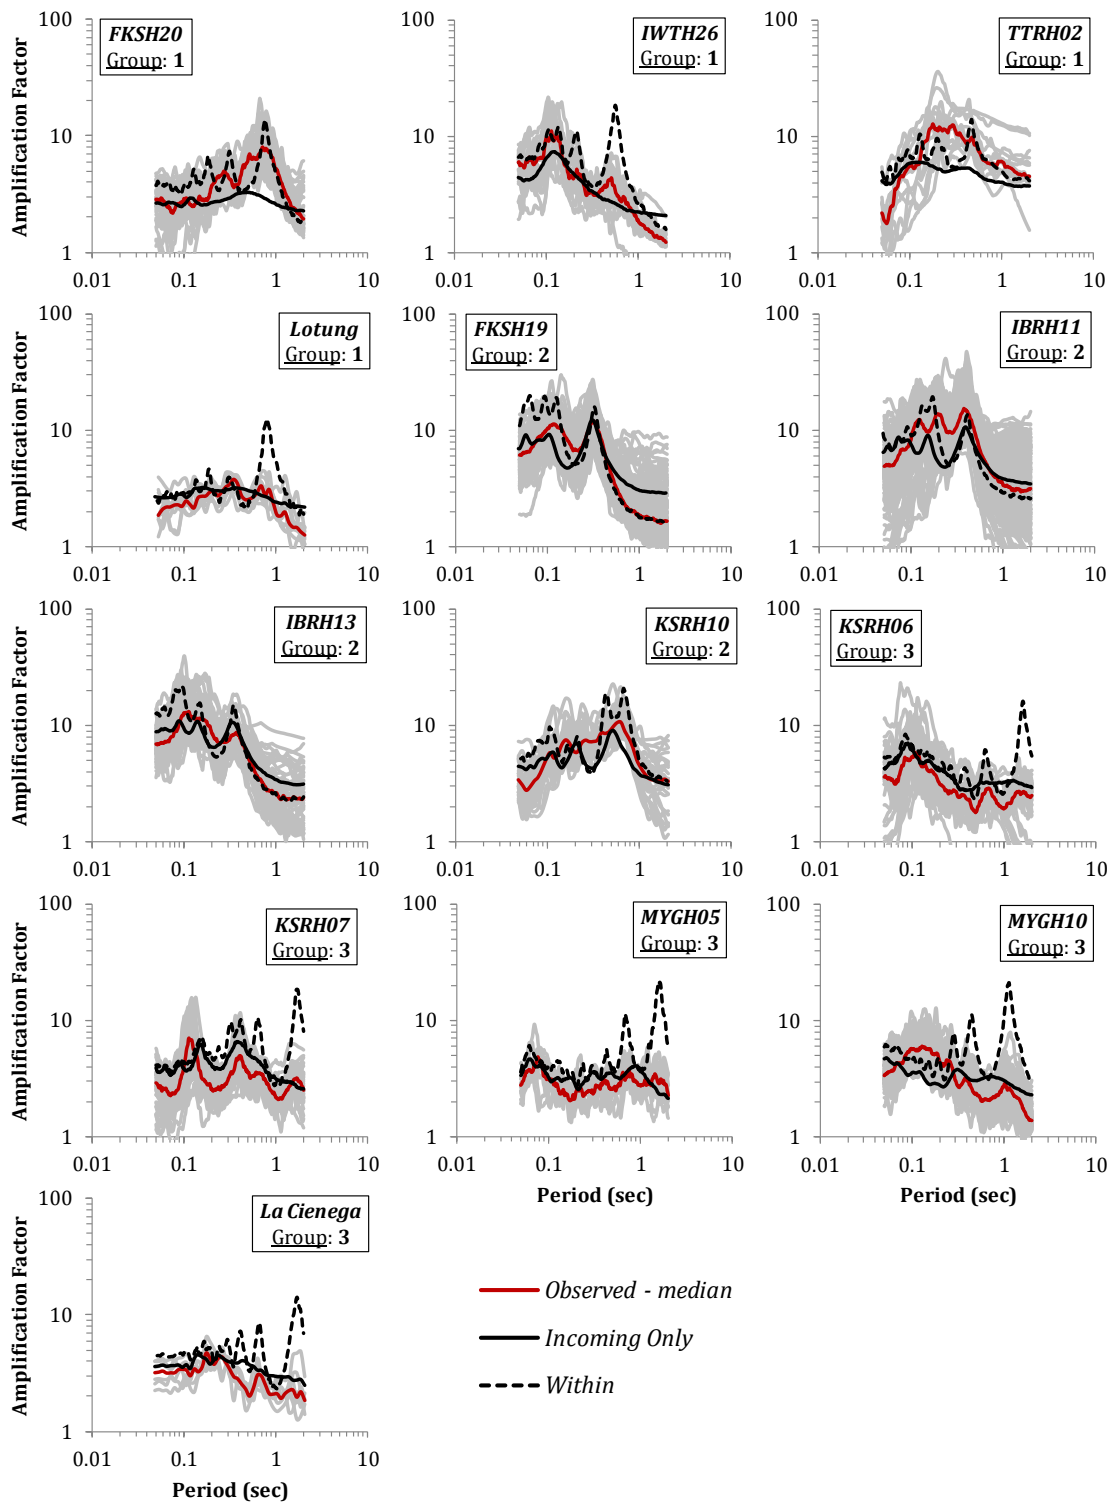 FKSH20
Group: 1
IWTH26
Group: 1
TTRH02
Group: 1
Amplification Factor
100
10
1
0.01 0.1 1 10
100
10
1
0.01 0.1 1 10
100
10
1
0.01 0.1 1 10
Lotung
Group: 1
FKSH19
Group: 2
IBRH11
Group: 2
Amplification Factor
100
10
1
0.01 0.1 1 10
100
10
1
0.01 0.1 1 10
100
10
1
0.01 0.1 1 10
IBRH13
Group: 2
KSRH10
Group: 2
KSRH06
Group: 3
Amplification Factor
100
10
1
0.01 0.1 1 10
100
10
1
0.01 0.1 1 10
100
10
1
0.01 0.1 1 10
KSRH07
Group: 3
MYGH05
Group: 3
MYGH10
Group: 3
Amplification Factor
100
10
1
0.01 0.1 1 10
100
10
1
0.01 0.1 1 10
Period (sec)
100
10
1
0.01 0.1 1 10
Period (sec)
La Cienega
Group: 3
Amplification Factor
100
10
1
0.01 0.1 1 10
Period (sec)
Observed - median
Incoming Only
Within